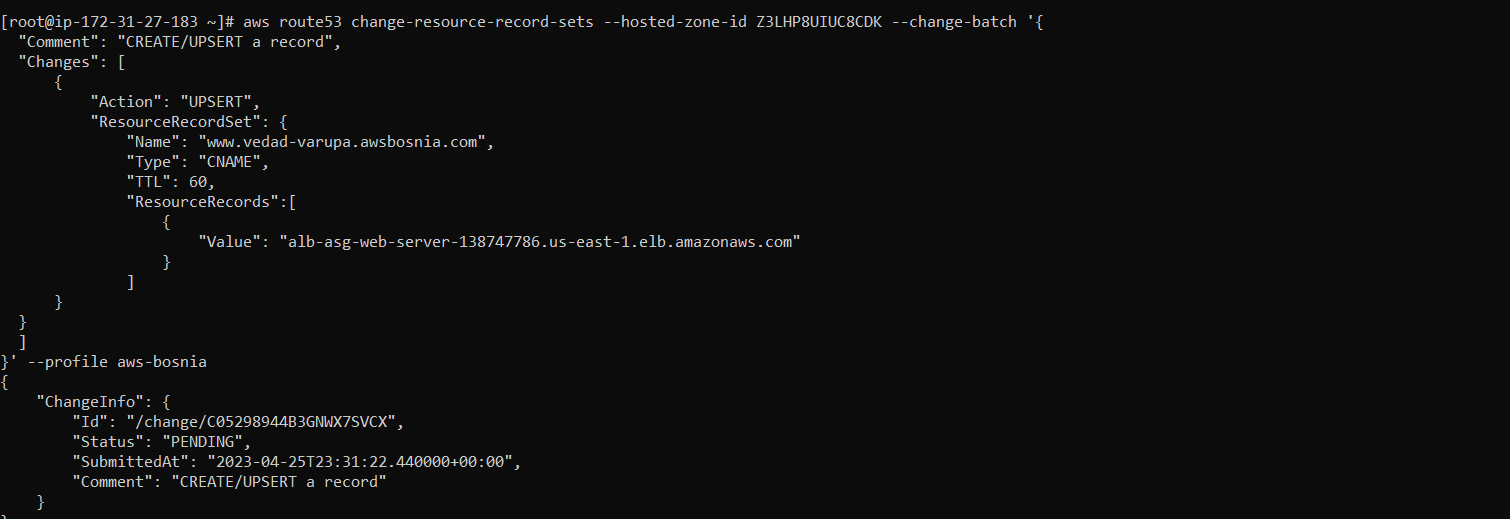 [root@ip-172-31-27-183 ~]# aws route53 change-resource-record-sets --hosted-zone-id Z3LHP8UIUC8CDK --change-batch '{
  "Comment": "CREATE/UPSERT a record",
  "Changes": [
      {
          "Action": "UPSERT",
          "ResourceRecordSet": {
              "Name": "www.vedad-varupa.awsbosnia.com",
              "Type": "CNAME",
              "TTL": 60,
              "ResourceRecords":[
                  {
                      "Value": "alb-asg-web-server-138747786.us-east-1.elb.amazonaws.com"
                  }
              ]
      }
  }
  ]
}' --profile aws-bosnia
{
    "ChangeInfo": {
        "Id": "/change/C05298944B3GNWX7SVCX",
        "Status": "PENDING",
        "SubmittedAt": "2023-04-25T23:31:22.440000+00:00",
        "Comment": "CREATE/UPSERT a record"
    }
}